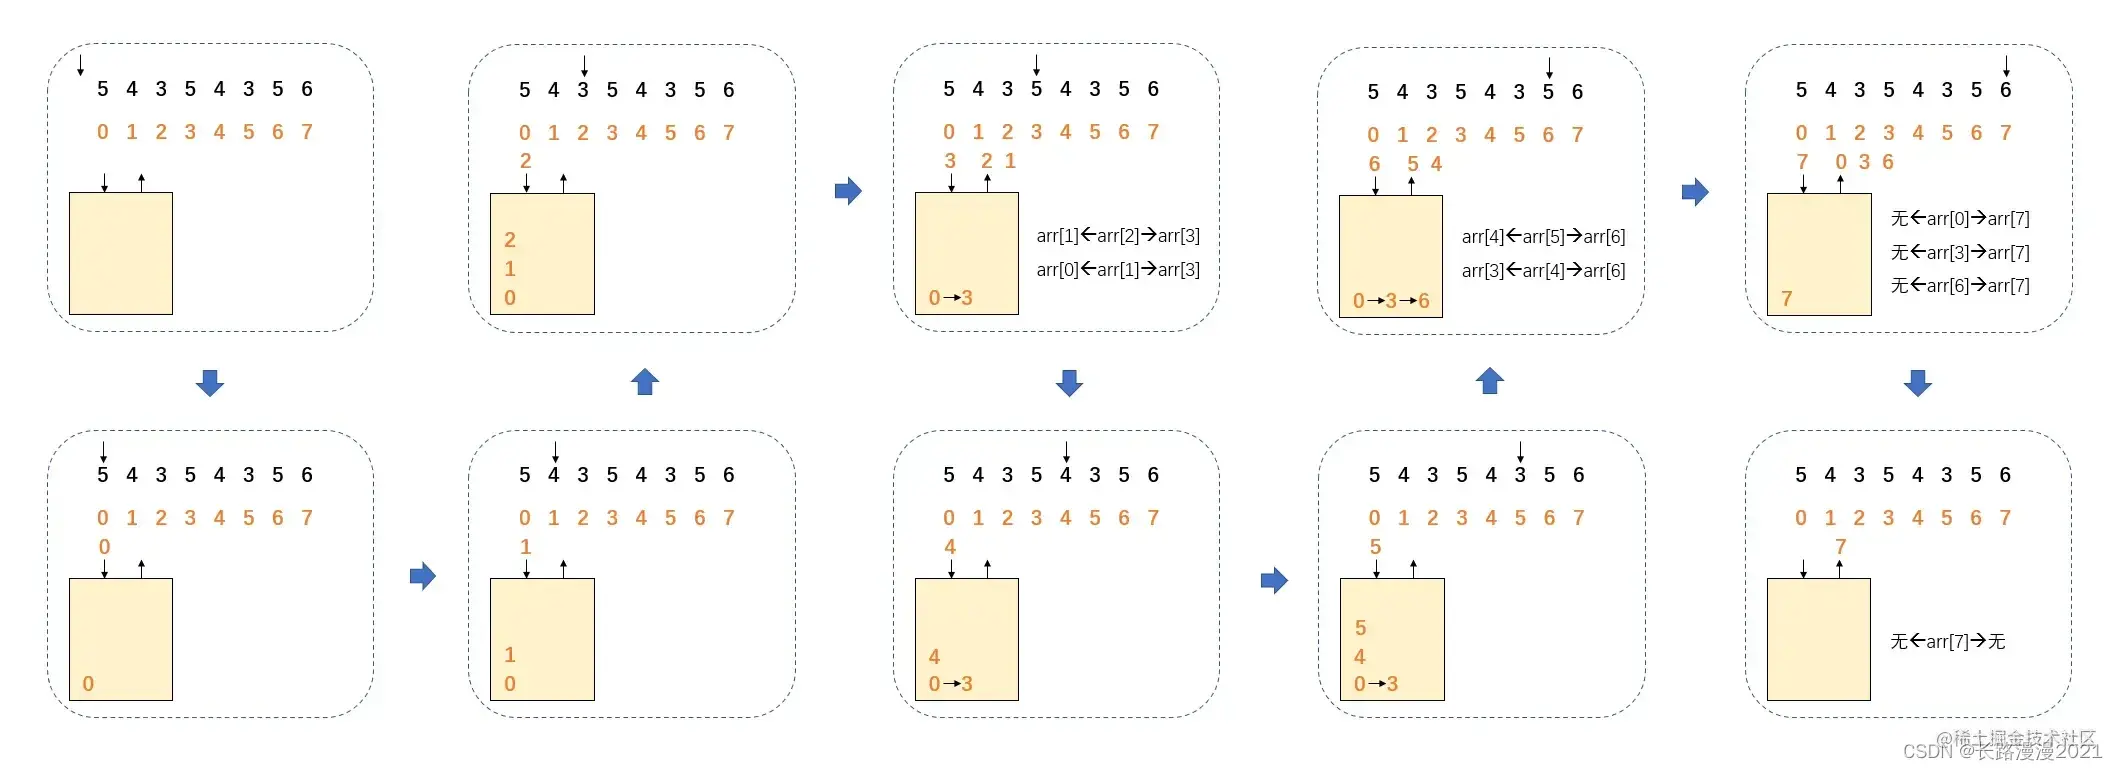 5 4 3 5 4 3 5 6
0 1 2 3 4 5 6 7
5 4 3 5 4 3 5 6
0 1 2 3 4 5 6 7
0
0
5 4 3 5 4 3 5 6
0 1 2 3 4 5 6 7
1
1
0
5 4 3 5 4 3 5 6
0 1 2 3 4 5 6 7
2
2
1
0
5 4 3 5 4 3 5 6
0 1 2 3 4 5 6 7
3 2 1
arr[1]←arr[2]→arr[3]
arr[0]←arr[1]→arr[3]
0→3
5 4 3 5 4 3 5 6
0 1 2 3 4 5 6 7
4
4
0→3
5 4 3 5 4 3 5 6
0 1 2 3 4 5 6 7
5
5
4
0→3
5 4 3 5 4 3 5 6
0 1 2 3 4 5 6 7
6 5 4
arr[4]←arr[5]→arr[6]
arr[3]←arr[4]→arr[6]
0→3→6
5 4 3 5 4 3 5 6
0 1 2 3 4 5 6 7
7 0 3 6
无←arr[0]→arr[7]
无←arr[3]→arr[7]
无←arr[6]→arr[7]
7
5 4 3 5 4 3 5 6
0 1 2 3 4 5 6 7
7
无←arr[7]→无
@稀土掘金技术社区
CSDN @长路漫漫2021